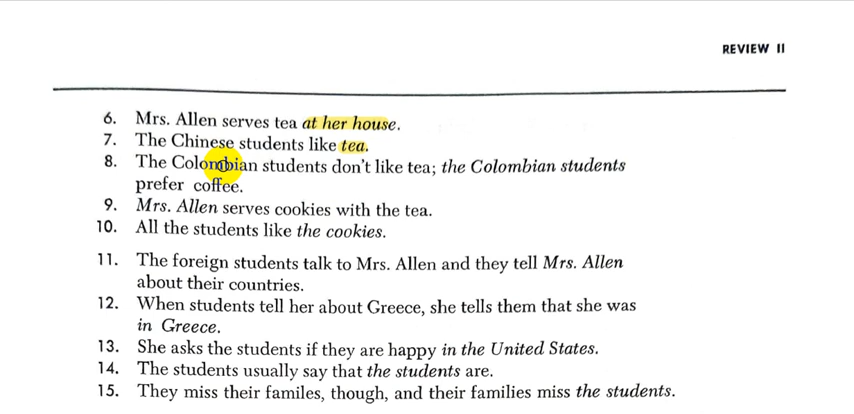 REVIEW II
6. Mrs. Allen serves tea at her house.
7. The Chinese students like tea.
8. The Colombian students don't like tea; the Colombian students
prefer coffee.
9. Mrs. Allen serves cookies with the tea.
10. All the students like the cookies.
11. The foreign students talk to Mrs. Allen and they tell Mrs. Allen
about their countries.
12. When students tell her about Greece, she tells them that she was
in Greece.
13. She asks the students if they are happy in the United States.
14. The students usually say that the students are.
15. They miss their familes, though, and their families miss the students.